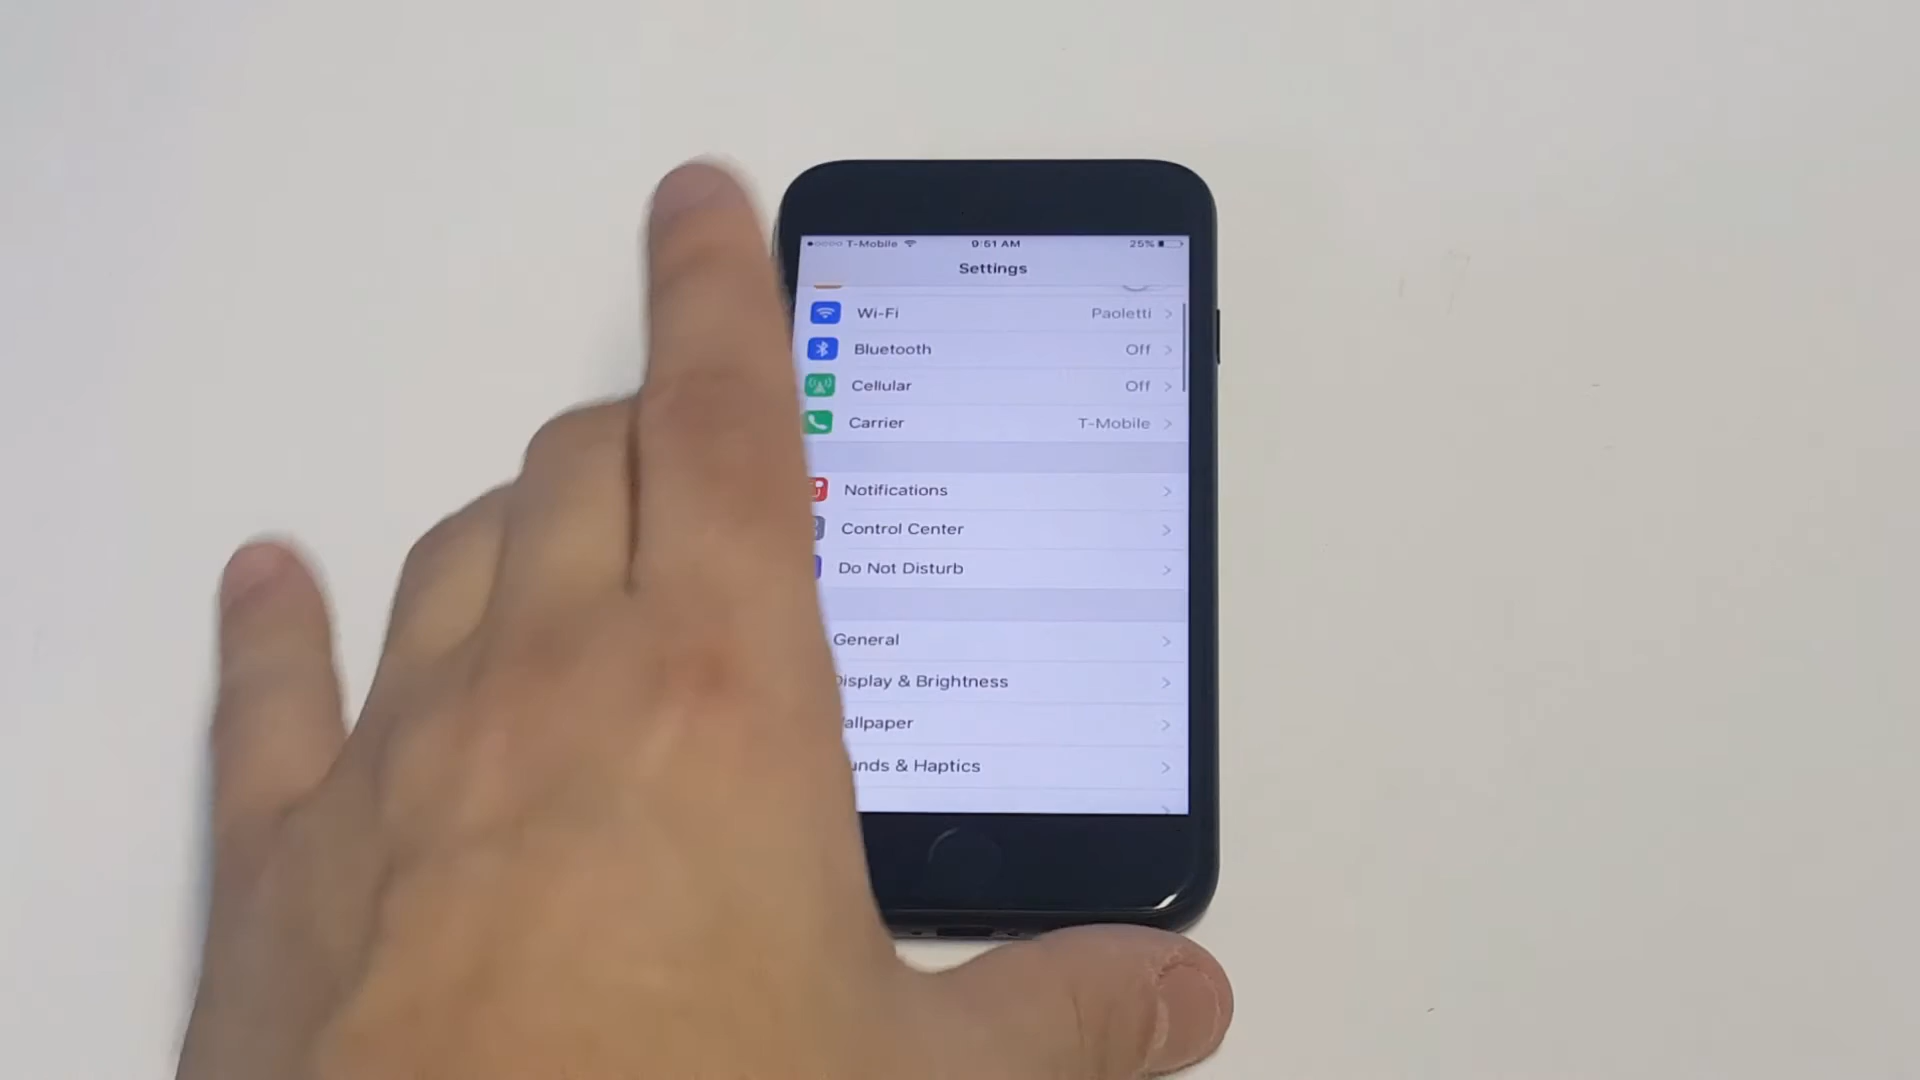 T-Mobile 9:51 AM 25%
Settings
Wi-Fi Paoletti
Bluetooth Off
Cellular Off
Carrier T-Mobile
Notifications
Control Center
Do Not Disturb
General
Display & Brightness
allpaper
unds & Haptics